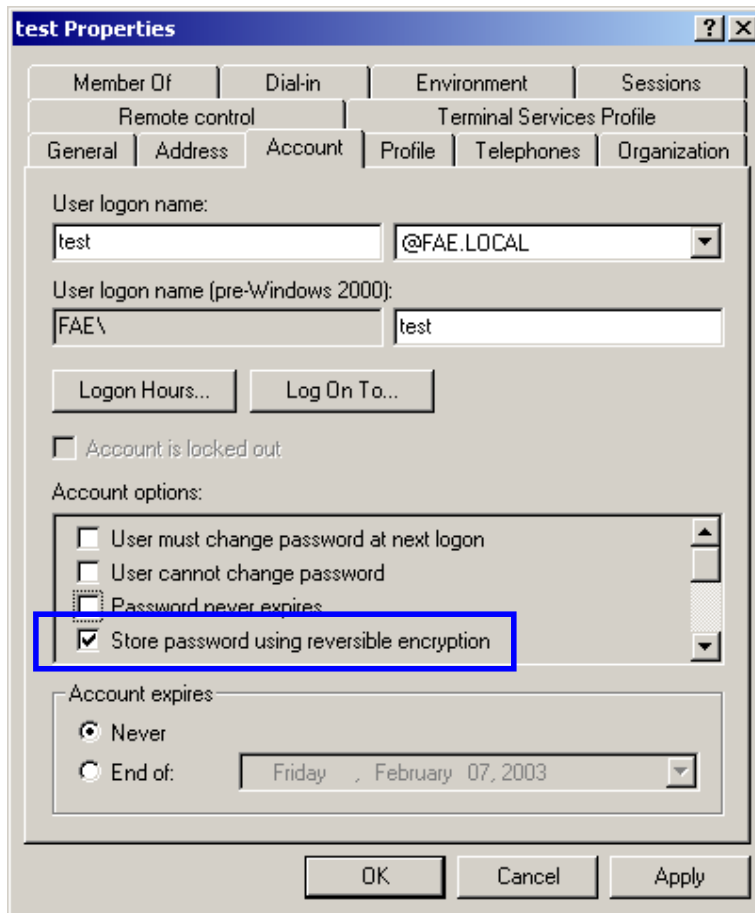 test Properties
Member Of Dial-in Environment Sessions
Remote control Terminal Services Profile
General Address Account Profile Telephones Organization
User logon name:
test @FAE.LOCAL
User logon name (pre-Windows 2000):
FAE\ test
Logon Hours... Log On To...
Account is locked out
Account options:
User must change password at next logon
User cannot change password
Password never expires
Store password using reversible encryption
Account expires
Never
End of: Friday , February 07, 2003
OK Cancel Apply